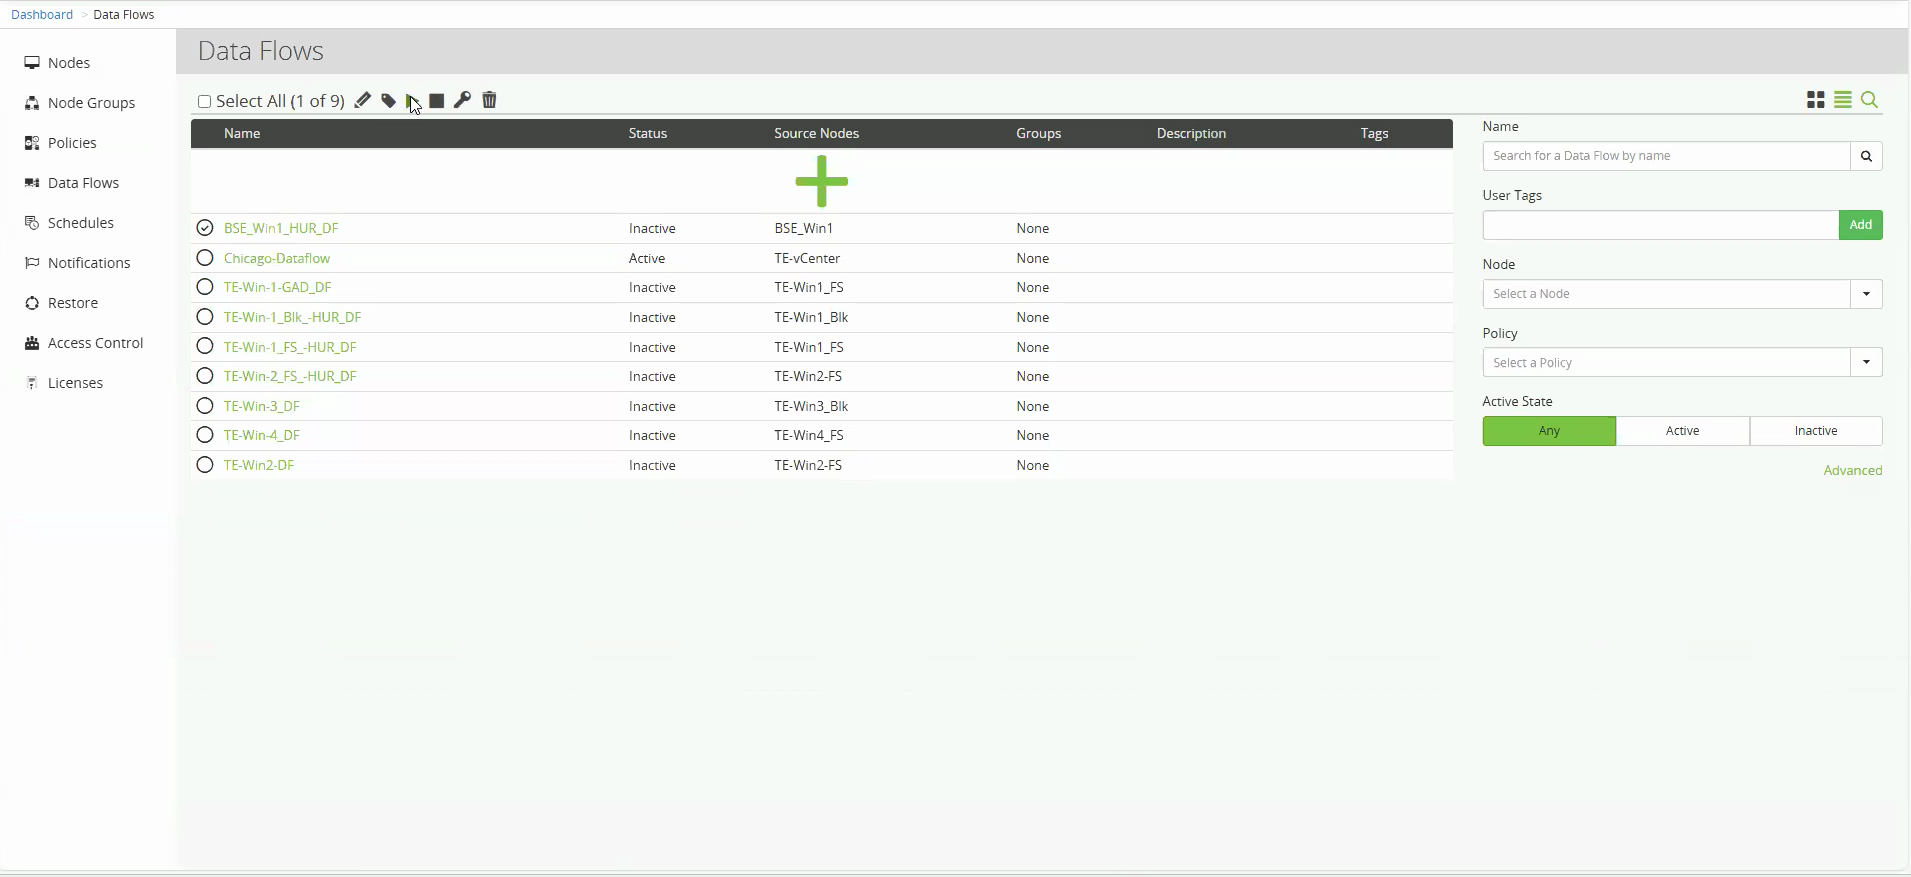 Dashboard > Data Flows
Nodes
Node Groups
Policies
Data Flows
Schedules
Notifications
Restore
Access Control
Licenses
Data Flows
Select All (1 of 9)
Name Status Source Nodes Groups Description Tags
BSE_Win1_HUR_DF Inactive BSE_Win1 None
Chicago-Dataflow Active TE-vCenter None
TE-Win-1-GAD_DF Inactive TE-Win1_FS None
TE-Win-1_Blk_-HUR_DF Inactive TE-Win1_Blk None
TE-Win-1_FS_-HUR_DF Inactive TE-Win1_FS None
TE-Win-2_FS_-HUR_DF Inactive TE-Win2-FS None
TE-Win-3_DF Inactive TE-Win3_Blk None
TE-Win-4_DF Inactive TE-Win4_FS None
TE-Win2-DF Inactive TE-Win2-FS None
Name
Search for a Data Flow by name
User Tags
Add
Node
Select a Node
Policy
Select a Policy
Active State
Any Active Inactive
Advanced